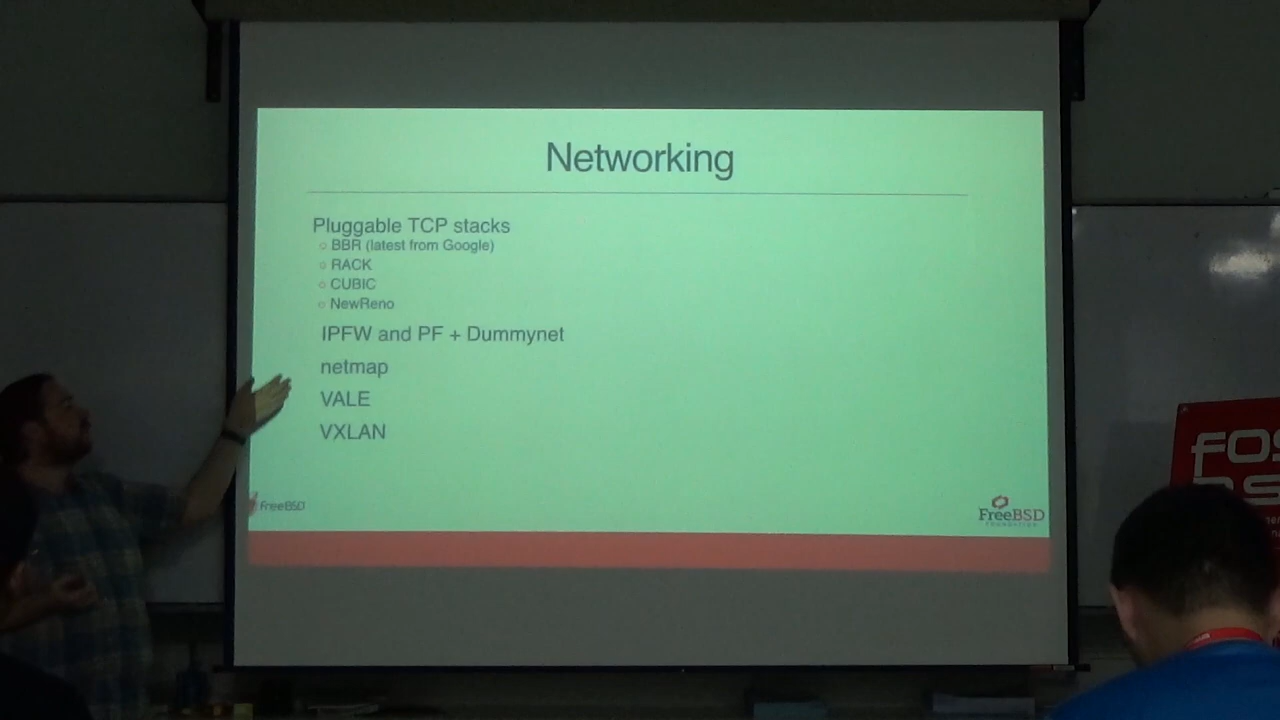 Networking
Pluggable TCP stacks
BBR (latest from Google)
RACK
CUBIC
NewReno
IPFW and PF + Dummynet
netmap
VALE
VXLAN
FreeBSD
FreeBSD
FOUNDATION